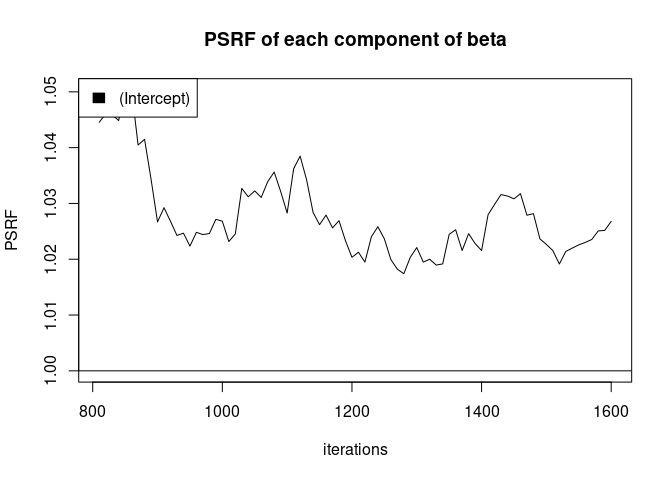 PSRF of each component of beta
(Intercept)
PSRF
1.05
1.04
1.03
1.02
1.01
1.00
800 1000 1200 1400 1600
iterations